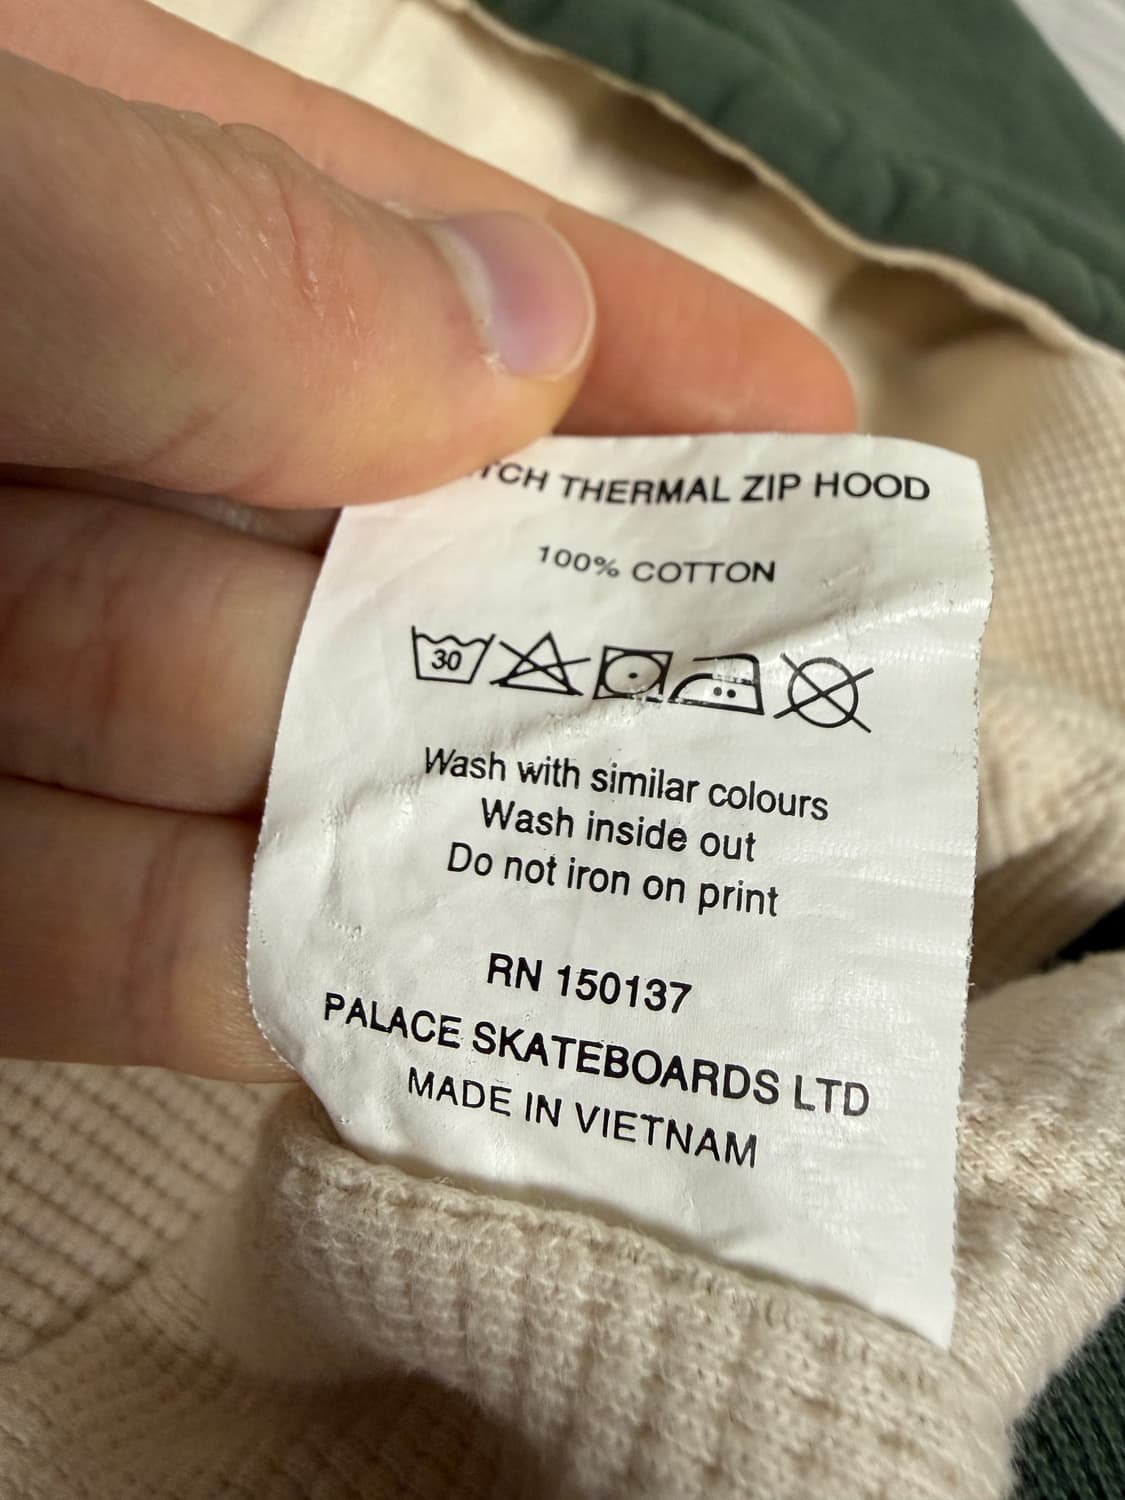 THERMAL ZIP HOOD
100% COTTON
30
Wash with similar colours
Wash inside out
Do not iron on print
RN 150137
PALACE SKATEBOARDS LTD
MADE IN VIETNAM